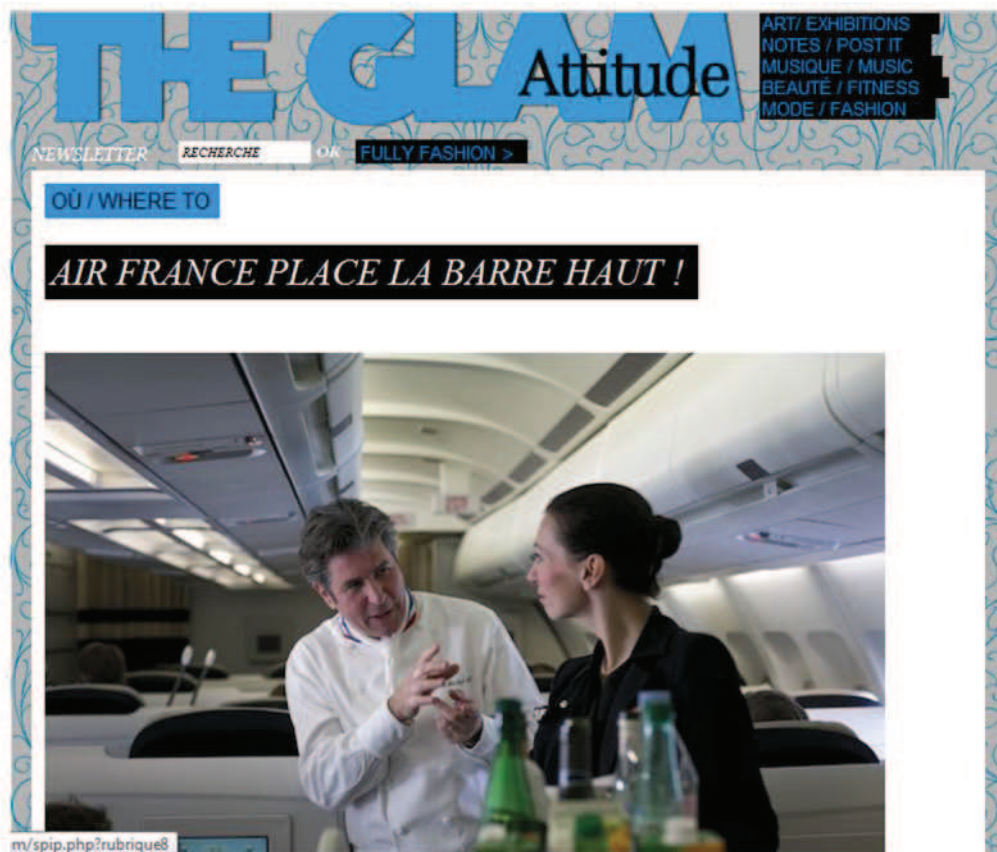 THE GLAM
Attitude
ART/ EXHIBITIONS
NOTES / POST IT
MUSIQUE / MUSIC
BEAUTÉ / FITNESS
MODE / FASHION
NEWSLETTER
RECHERCHE
OK
FULLY FASHION >
OÙ / WHERE TO
AIR FRANCE PLACE LA BARRE HAUT !
m/spip.php?rubrique8